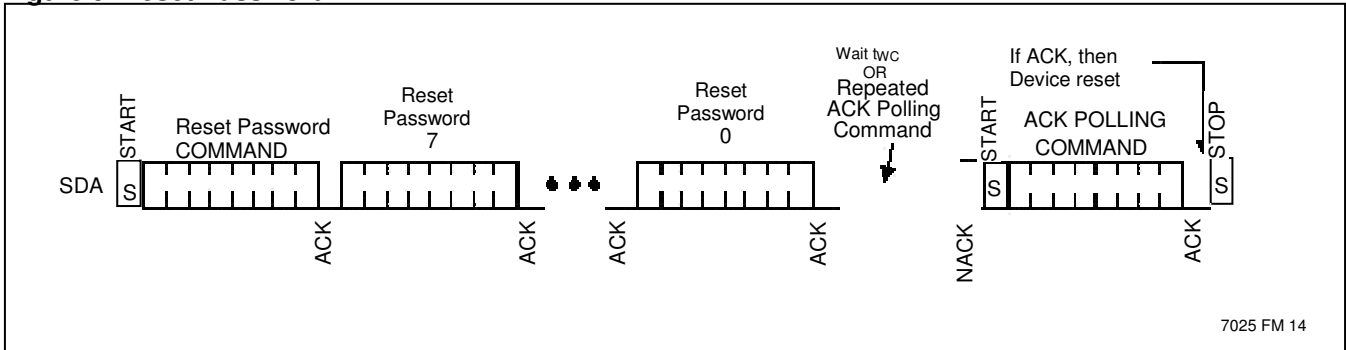 Wait tWC
OR
Repeated
ACK Polling
Command
If ACK, then
Device reset
START
Reset Password
COMMAND
Reset
Password
7
Reset
Password
0
START
ACK POLLING
COMMAND
STOP
SDA
S
S
S
ACK
ACK
ACK
ACK
NACK
ACK
7025 FM 14